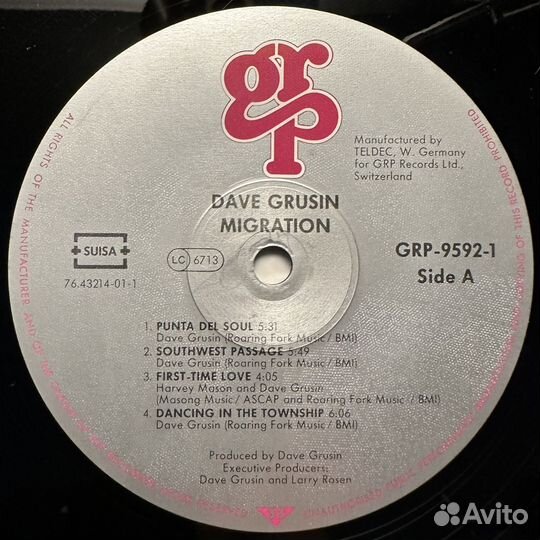 grp
Manufactured by
TELDEC, W. Germany
for GRP Records Ltd.,
Switzerland
DAVE GRUSIN
MIGRATION
SUISA
76.43214-01-1
LC 6713
GRP-9592-1
Side A
1. PUNTA DEL SOUL 5:31
Dave Grusin (Roaring Fork Music / BMI)
2. SOUTHWEST PASSAGE 5:49
Dave Grusin (Roaring Fork Music / BMI)
3. FIRST-TIME LOVE 4:05
Harvey Mason and Dave Grusin
(Masong Music / ASCAP and Roaring Fork Music / BMI)
4. DANCING IN THE TOWNSHIP 6:06
Dave Grusin (Roaring Fork Music / BMI)
Produced by Dave Grusin
Executive Producers:
Dave Grusin and Larry Rosen
ALL RIGHTS OF THE MANUFACTURER AND OF THE
OF THIS RECORD PROHIBITED
Avito